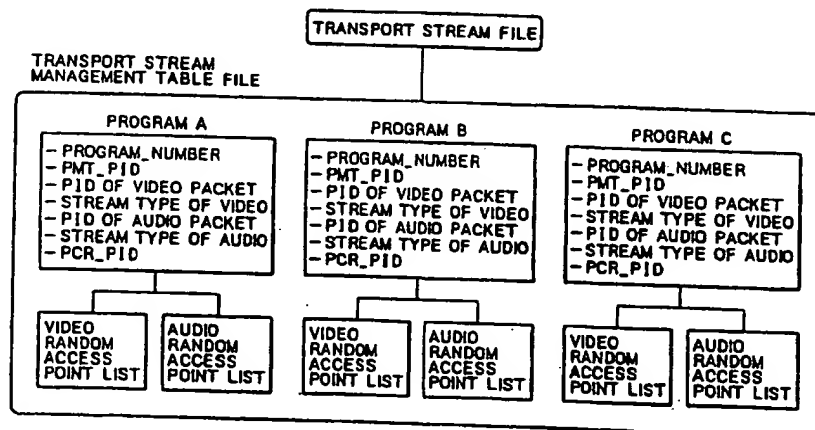 TRANSPORT STREAM FILE
TRANSPORT STREAM
MANAGEMENT TABLE FILE
PROGRAM A
- PROGRAM_NUMBER
- PMT_PID
- PID OF VIDEO PACKET
- STREAM TYPE OF VIDEO
- PID OF AUDIO PACKET
- STREAM TYPE OF AUDIO
- PCR_PID
VIDEO
RANDOM
ACCESS
POINT LIST
AUDIO
RANDOM
ACCESS
POINT LIST
PROGRAM B
- PROGRAM_NUMBER
- PMT_PID
- PID OF VIDEO PACKET
- STREAM TYPE OF VIDEO
- PID OF AUDIO PACKET
- STREAM TYPE OF AUDIO
- PCR_PID
VIDEO
RANDOM
ACCESS
POINT LIST
AUDIO
RANDOM
ACCESS
POINT LIST
PROGRAM C
- PROGRAM_NUMBER
- PMT_PID
- PID OF VIDEO PACKET
- STREAM TYPE OF VIDEO
- PID OF AUDIO PACKET
- STREAM TYPE OF AUDIO
- PCR_PID
VIDEO
RANDOM
ACCESS
POINT LIST
AUDIO
RANDOM
ACCESS
POINT LIST